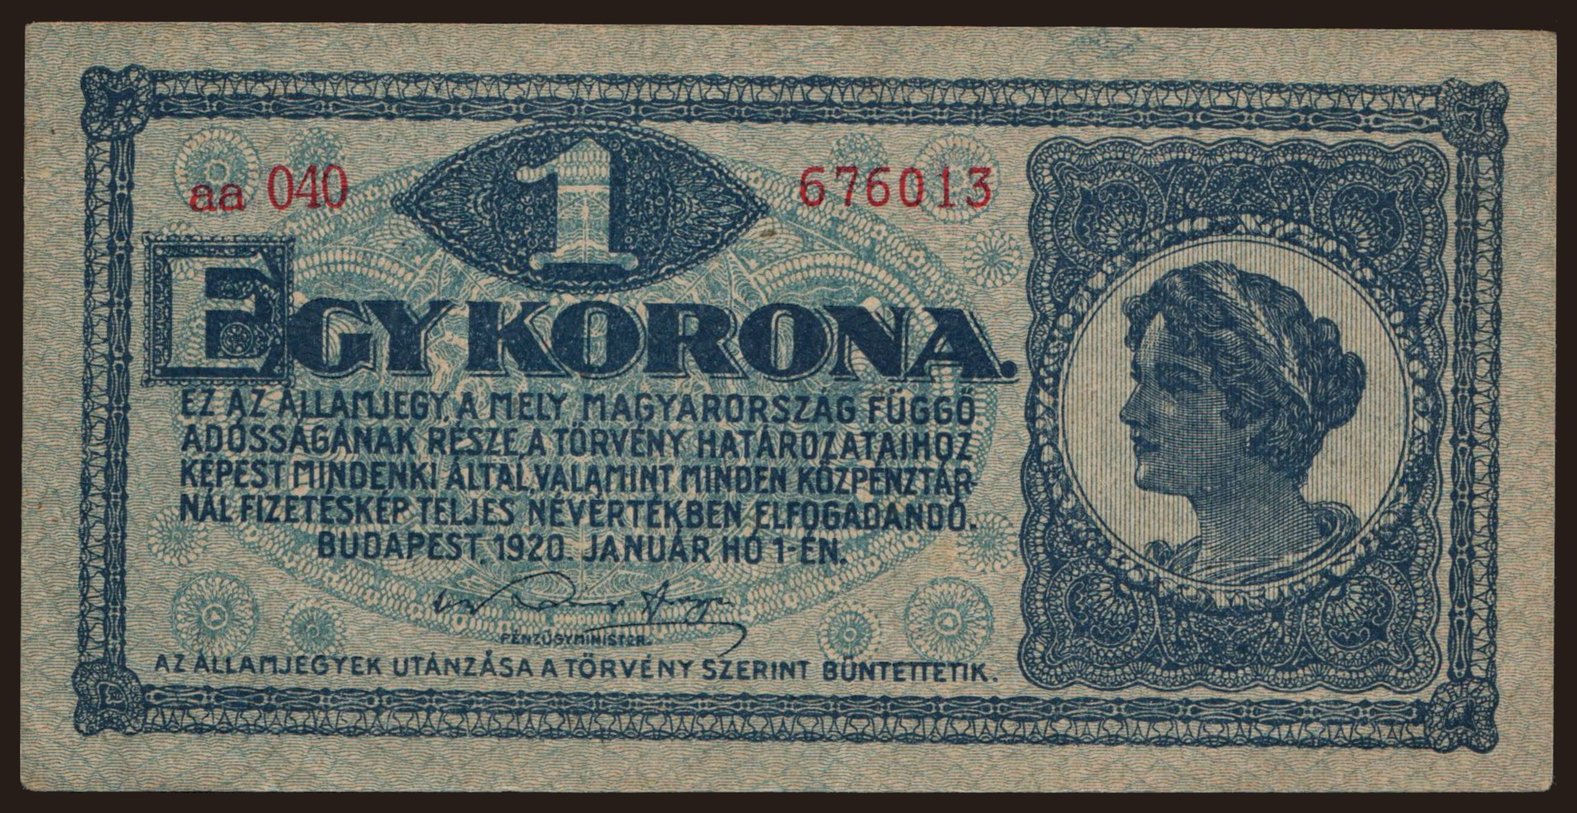 aa 040
1
676013
EGY KORONA.
EZ AZ ÁLLAMJEGY A MELY MAGYARORSZAG FÜGGŐ
ADÓSSÁGÁNAK RÉSZE A TÖRVÉNY HATÁROZATAIHOZ
KÉPEST MINDENKI ÁLTAL, VALAMINT MINDEN KÖZPÉNZTÁR-
NÁL FIZETÉSKÉP TELJES NÉVÉRTÉKBEN ELFOGADANDÓ.
BUDAPEST, 1920. JANUÁR HÓ 1-ÉN.
PÉNZÜGYMINISTER.
AZ ÁLLAMJEGYEK UTÁNZÁSA A TÖRVÉNY SZERINT BÜNTETTETIK.